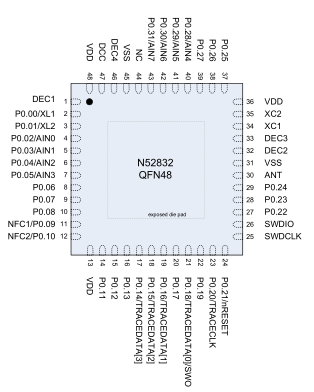 VDD
DCC
DEC4
VSS
NC
P0.31/AIN7
P0.30/AIN6
P0.29/AIN5
P0.28/AIN4
P0.27
P0.26
P0.25
48
47
46
45
44
43
42
41
40
39
38
37
DEC1 1
P0.00/XL1 2
P0.01/XL2 3
P0.02/AIN0 4
P0.03/AIN1 5
P0.04/AIN2 6
P0.05/AIN3 7
P0.06 8
P0.07 9
P0.08 10
NFC1/P0.09 11
NFC2/P0.10 12
N52832
QFN48
exposed die pad
36 VDD
35 XC2
34 XC1
33 DEC3
32 DEC2
31 VSS
30 ANT
29 P0.24
28 P0.23
27 P0.22
26 SWDIO
25 SWDCLK
13
14
15
16
17
18
19
20
21
22
23
24
VDD
P0.11
P0.12
P0.13
P0.14/TRACEDATA[3]
P0.15/TRACEDATA[2]
P0.16/TRACEDATA[1]
P0.17
P0.18/TRACEDATA[0]/SWO
P0.19
P0.20/TRACECLK
P0.21/nRESET